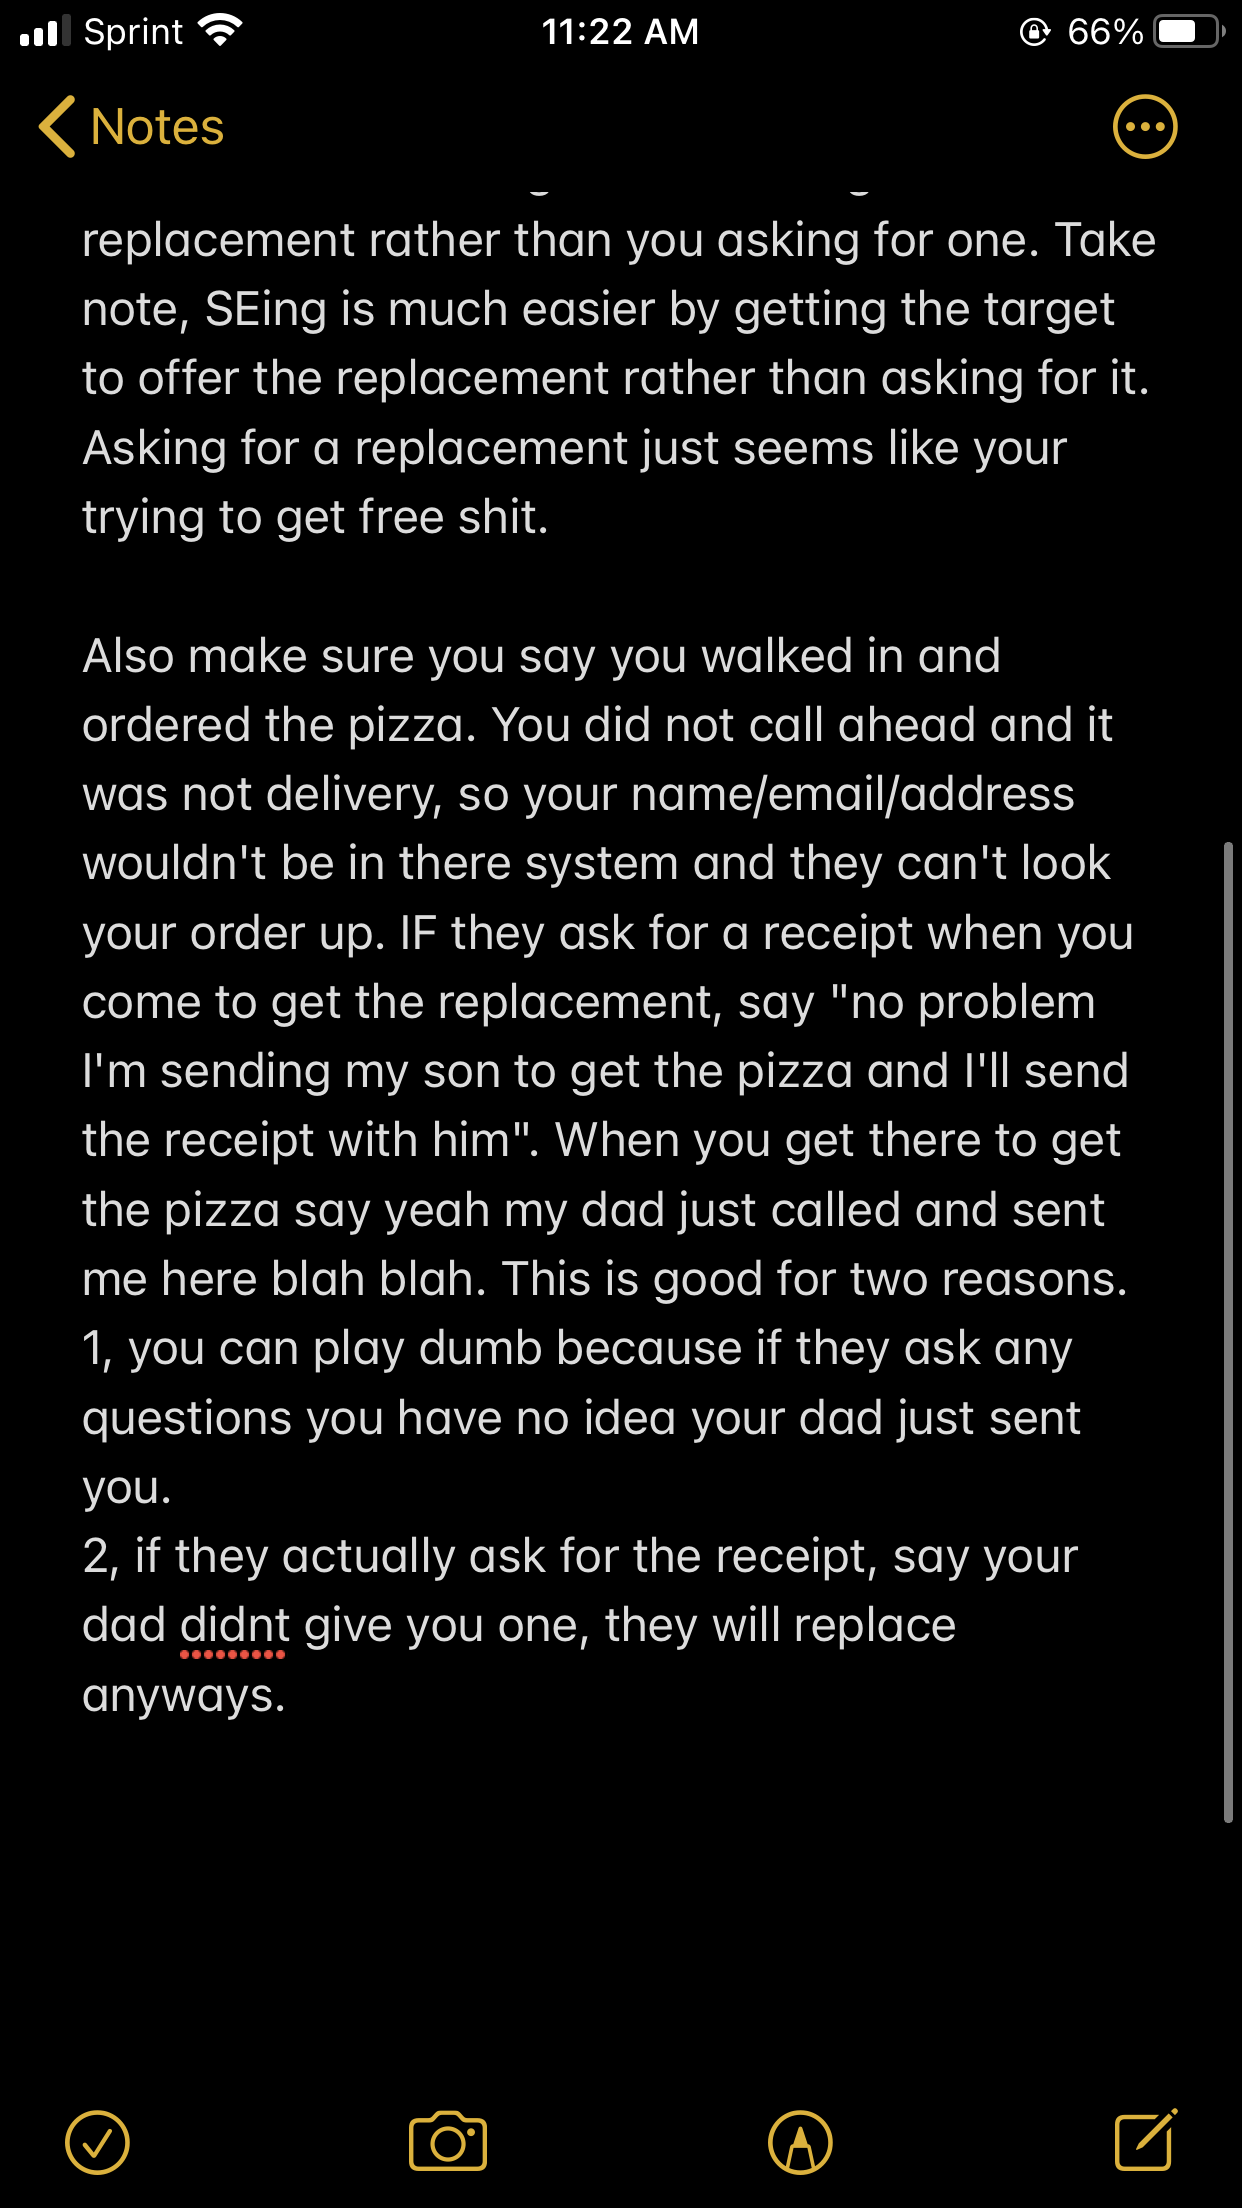 Sprint 11:22 AM 66%
Notes
replacement rather than you asking for one. Take
note, SEing is much easier by getting the target
to offer the replacement rather than asking for it.
Asking for a replacement just seems like your
trying to get free shit.
Also make sure you say you walked in and
ordered the pizza. You did not call ahead and it
was not delivery, so your name/email/address
wouldn't be in there system and they can't look
your order up. IF they ask for a receipt when you
come to get the replacement, say "no problem
I'm sending my son to get the pizza and I'll send
the receipt with him". When you get there to get
the pizza say yeah my dad just called and sent
me here blah blah. This is good for two reasons.
1, you can play dumb because if they ask any
questions you have no idea your dad just sent
you.
2, if they actually ask for the receipt, say your
dad didnt give you one, they will replace
anyways.